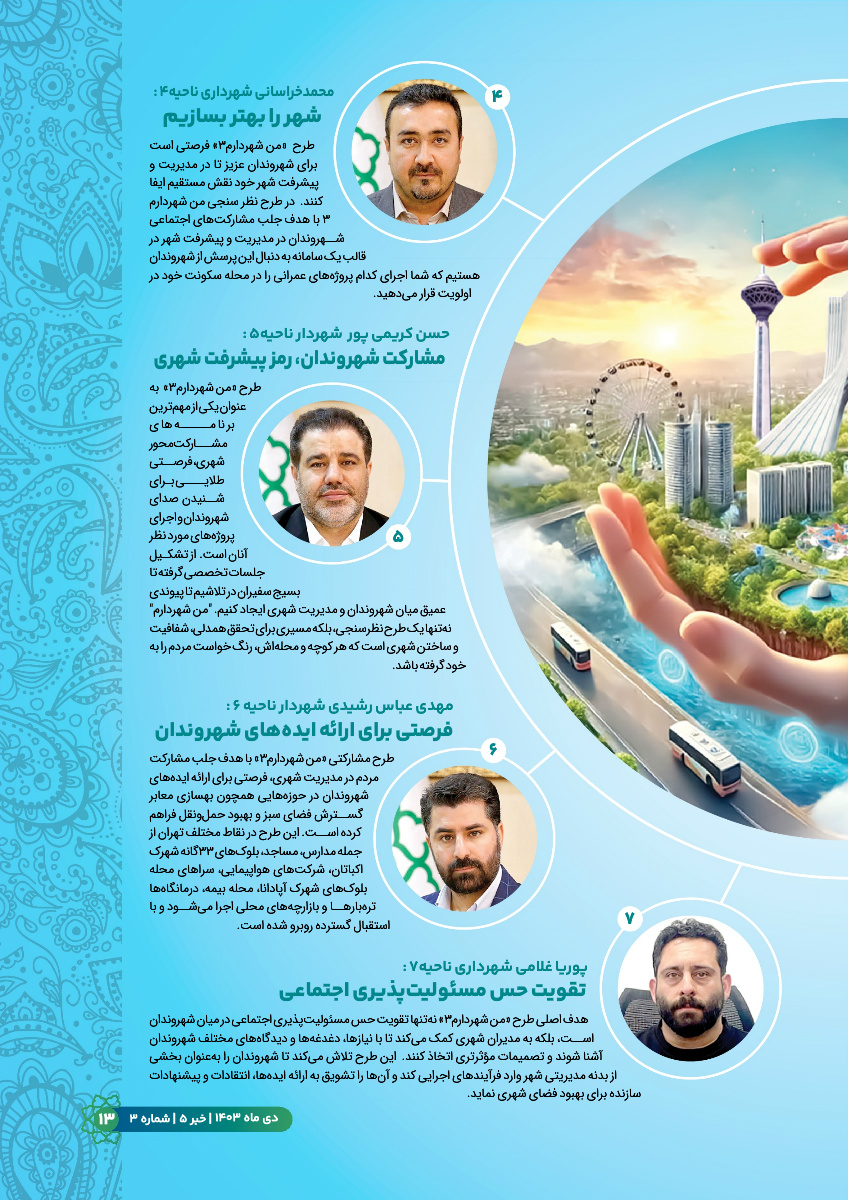 ۴
محمدخراسانی شهرداری ناحیه۴ :
شهر را بهتر بسازیم
طرح «من شهردارم۳» فرصتی است
برای شهروندان عزیز تا در مدیریت و
پیشرفت شهر خود نقش مستقیم ایفا
کنند. در طرح نظر سنجی من شهردارم
۳ با هدف جلب مشارکت‌های اجتماعی
شـهروندان در مدیریت و پیشرفت شهر در
قالب یک سامانه به دنبال این پرسش از شهروندان
هستیم که شما اجرای کدام پروژه‌های عمرانی را در محله سکونت خود در
اولویت قرار می‌دهید.
حسن کریمی پور شهردار ناحیه۵ :
مشارکت شهروندان، رمز پیشرفت شهری
طرح «من شهردارم۳» به
عنوان یکی از مهم‌ترین
برنامـــه های
مشـارکت‌محور
شهری، فرصـتی
طلایـی برای
شـنیدن صدای
شهروندان و اجرای
پروژه‌های مورد نظر
آنان است. از تشکـیل
جلسات تخصصی گرفته تا
بسیج سفیران در تلاشیم تا پیوندی
عمیق میان شهروندان و مدیریت شهری ایجاد کنیم. "من شهردارم"
نه‌تنها یک طرح نظرسنجی، بلکه مسیری برای تحقق همدلی، شفافیت
و ساختن شهری است که هر کوچه و محله‌اش، رنگ خواست مردم را به
خود گرفته باشد.
۵
مهدی عباس رشیدی شهردار ناحیه ۶ :
فرصتی برای ارائه ایده‌های شهروندان
طرح مشارکتی «من شهردارم۳» با هدف جلب مشارکت
مردم در مدیریت شهری، فرصتی برای ارائه ایده‌های
شهروندان در حوزه‌هایی همچون بهسازی معابر
گسـترش فضای سبز و بهبود حمل‌ونقل فراهم
کرده اسـت. این طرح در نقاط مختلف تهران از
جمله مدارس، مساجد، بلوک‌های ۳۳گانه شهرک
اکباتان، شرکت‌های هواپیمایی، سراهای محله
بلوک‌های شهرک آپادانا، محله بیمه، درمانگاه‌ها
تره‌بارهـا و بازارچه‌های محلی اجرا می‌شـود و با
استقبال گسترده روبرو شده است.
۶
۷
پوریا غلامی شهرداری ناحیه۷ :
تقویت حس مسئولیت‌پذیری اجتماعی
هدف اصلی طرح «من شهردارم۳» نه‌تنها تقویت حس مسئولیت‌پذیری اجتماعی در میان شهروندان
اسـت، بلکه به مدیران شهری کمک می‌کند تا با نیازها، دغدغه‌ها و دیدگاه‌های مختلف شهروندان
آشنا شوند و تصمیمات مؤثرتری اتخاذ کنند. این طرح تلاش می‌کند تا شهروندان را به‌عنوان بخشی
از بدنه مدیریتی شهر وارد فرآیندهای اجرایی کند و آن‌ها را تشویق به ارائه ایده‌ها، انتقادات و پیشنهادات
سازنده برای بهبود فضای شهری نماید.
دی ماه ۱۴۰۳ | خبر ۵ | شماره ۳ ۱۳